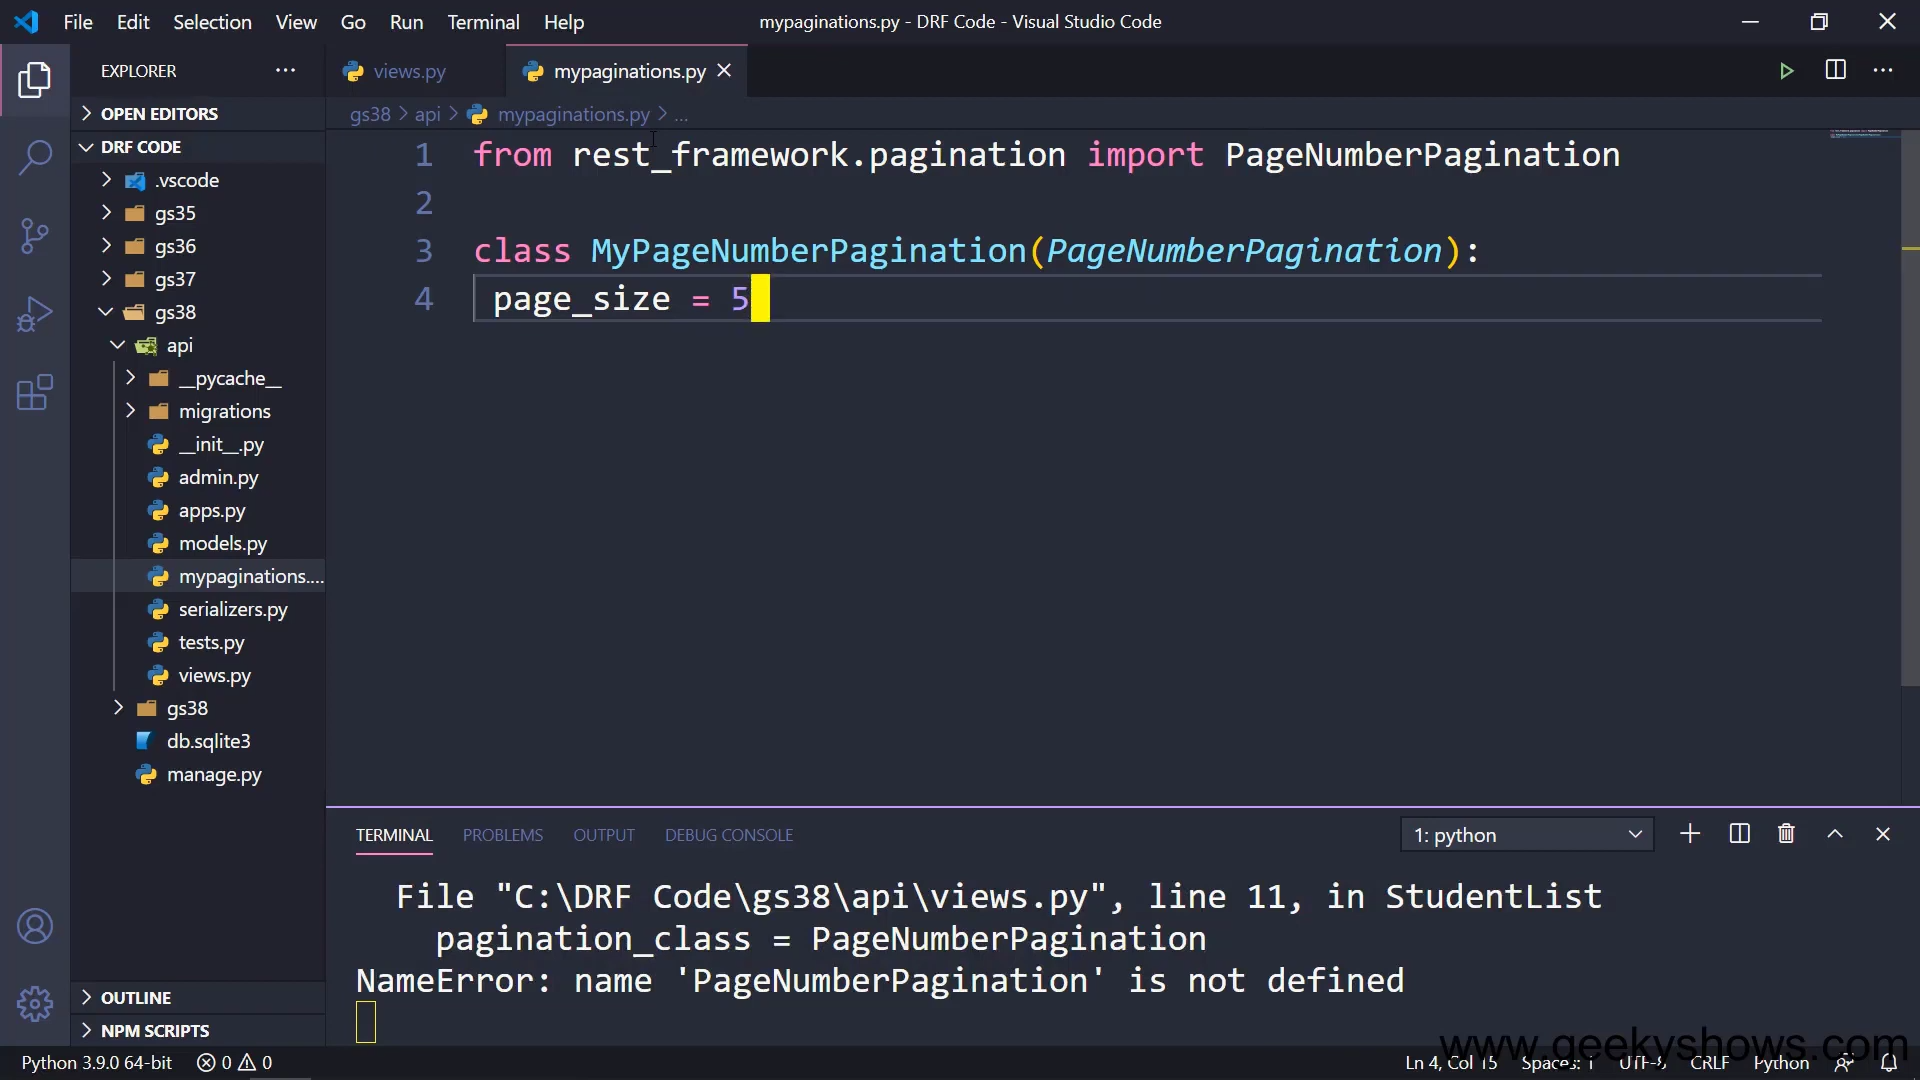 File Edit Selection View Go Run Terminal Help mypaginations.py - DRF Code - Visual Studio Code
EXPLORER
views.py
mypaginations.py
OPEN EDITORS
gs38 > api > mypaginations.py > ...
DRF CODE
.vscode
gs35
gs36
gs37
gs38
api
__pycache__
migrations
__init__.py
admin.py
apps.py
models.py
mypaginations....
serializers.py
tests.py
views.py
gs38
db.sqlite3
manage.py
OUTLINE
NPM SCRIPTS
1 from rest_framework.pagination import PageNumberPagination
2
3 class MyPageNumberPagination(PageNumberPagination):
4 page_size = 5
TERMINAL PROBLEMS OUTPUT DEBUG CONSOLE 1: python
File "C:\DRF Code\gs38\api\views.py", line 11, in StudentList
pagination_class = PageNumberPagination
NameError: name 'PageNumberPagination' is not defined
www.geekyshows.com
Python 3.9.0 64-bit 0 0 Ln 4, Col 15 Spaces: 1 UTF-8 CRLF Python